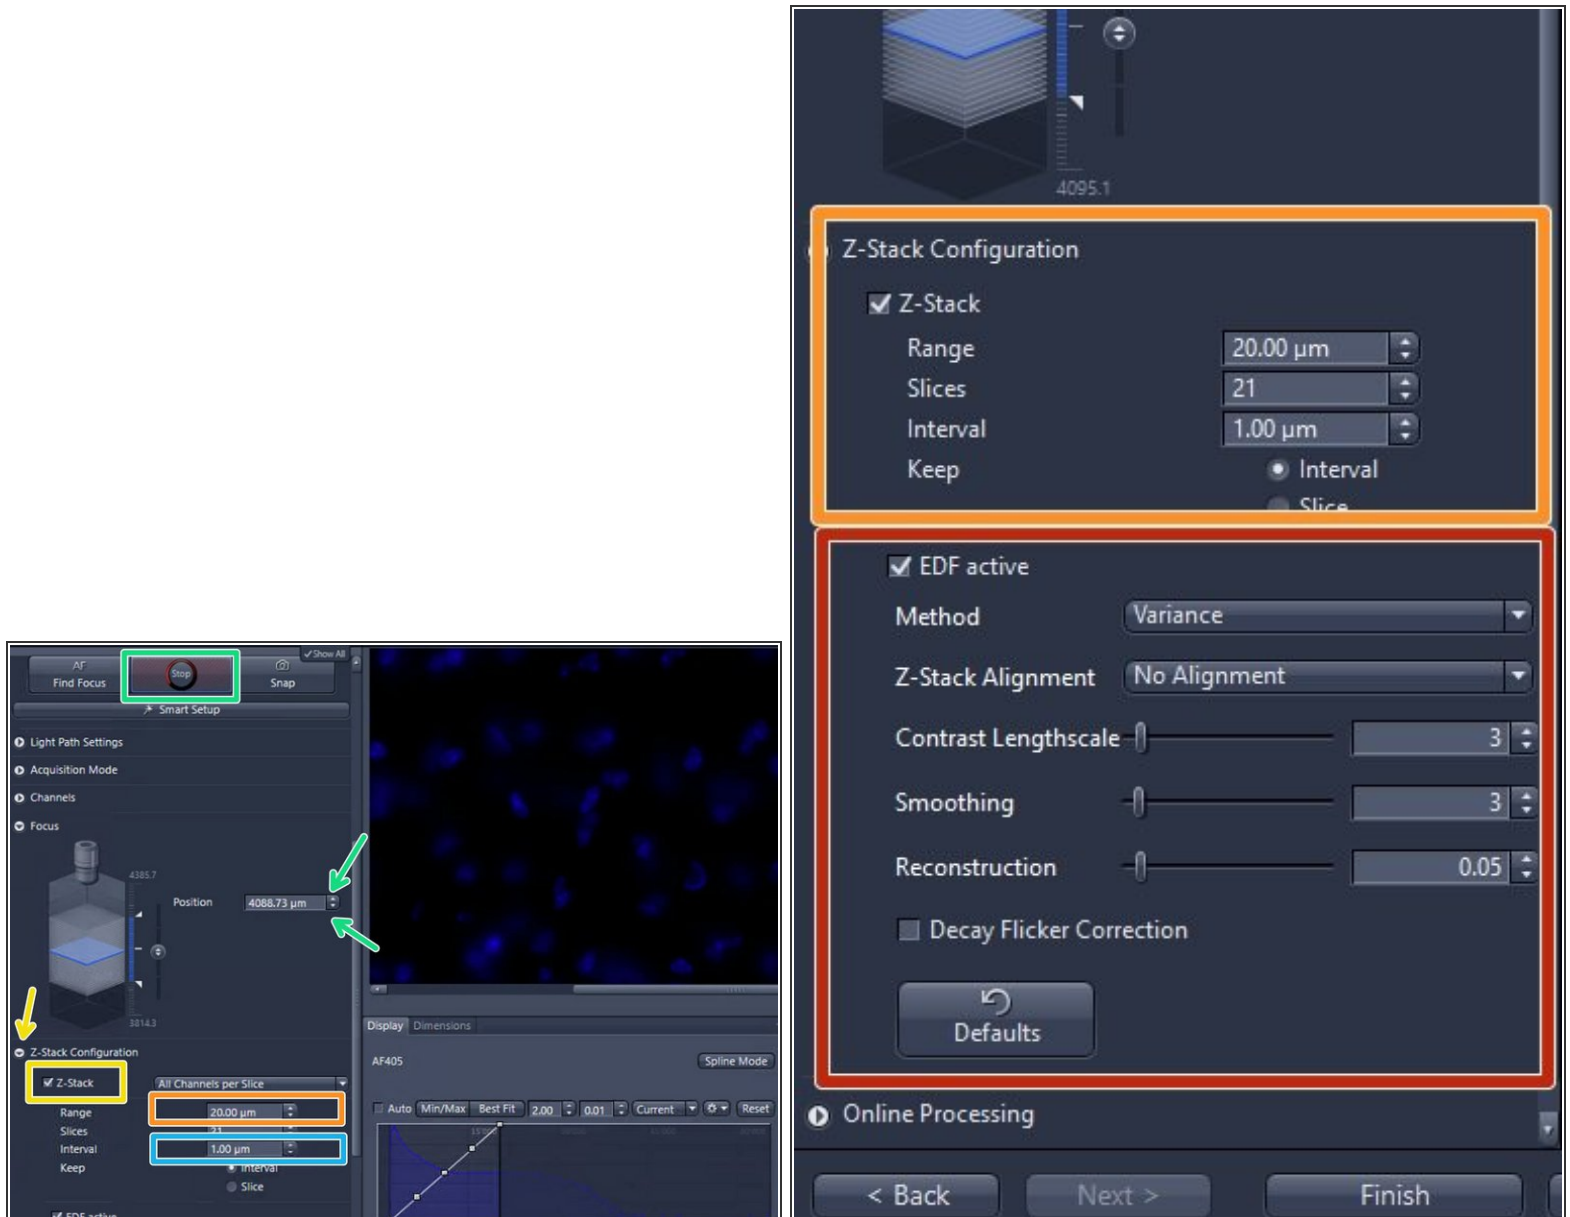 Show All
AF
Find Focus
Stop
Snap
Smart Setup
Light Path Settings
Acquisition Mode
Channels
Focus
4385.7
Position 4088.73 µm
3814.3
Z-Stack Configuration
Z-Stack All Channels per Slice
Range 20.00 µm
Slices 21
Interval 1.00 µm
Keep Interval
Slice
EDF active
Display Dimensions
AF405 Spline Mode
Auto Min/Max Best Fit 2.00 0.01 Current Reset
4095.1
Z-Stack Configuration
Z-Stack
Range 20.00 µm
Slices 21
Interval 1.00 µm
Keep Interval
Slice
EDF active
Method Variance
Z-Stack Alignment No Alignment
Contrast Lengthscale 3
Smoothing 3
Reconstruction 0.05
Decay Flicker Correction
Defaults
Online Processing
< Back Next > Finish